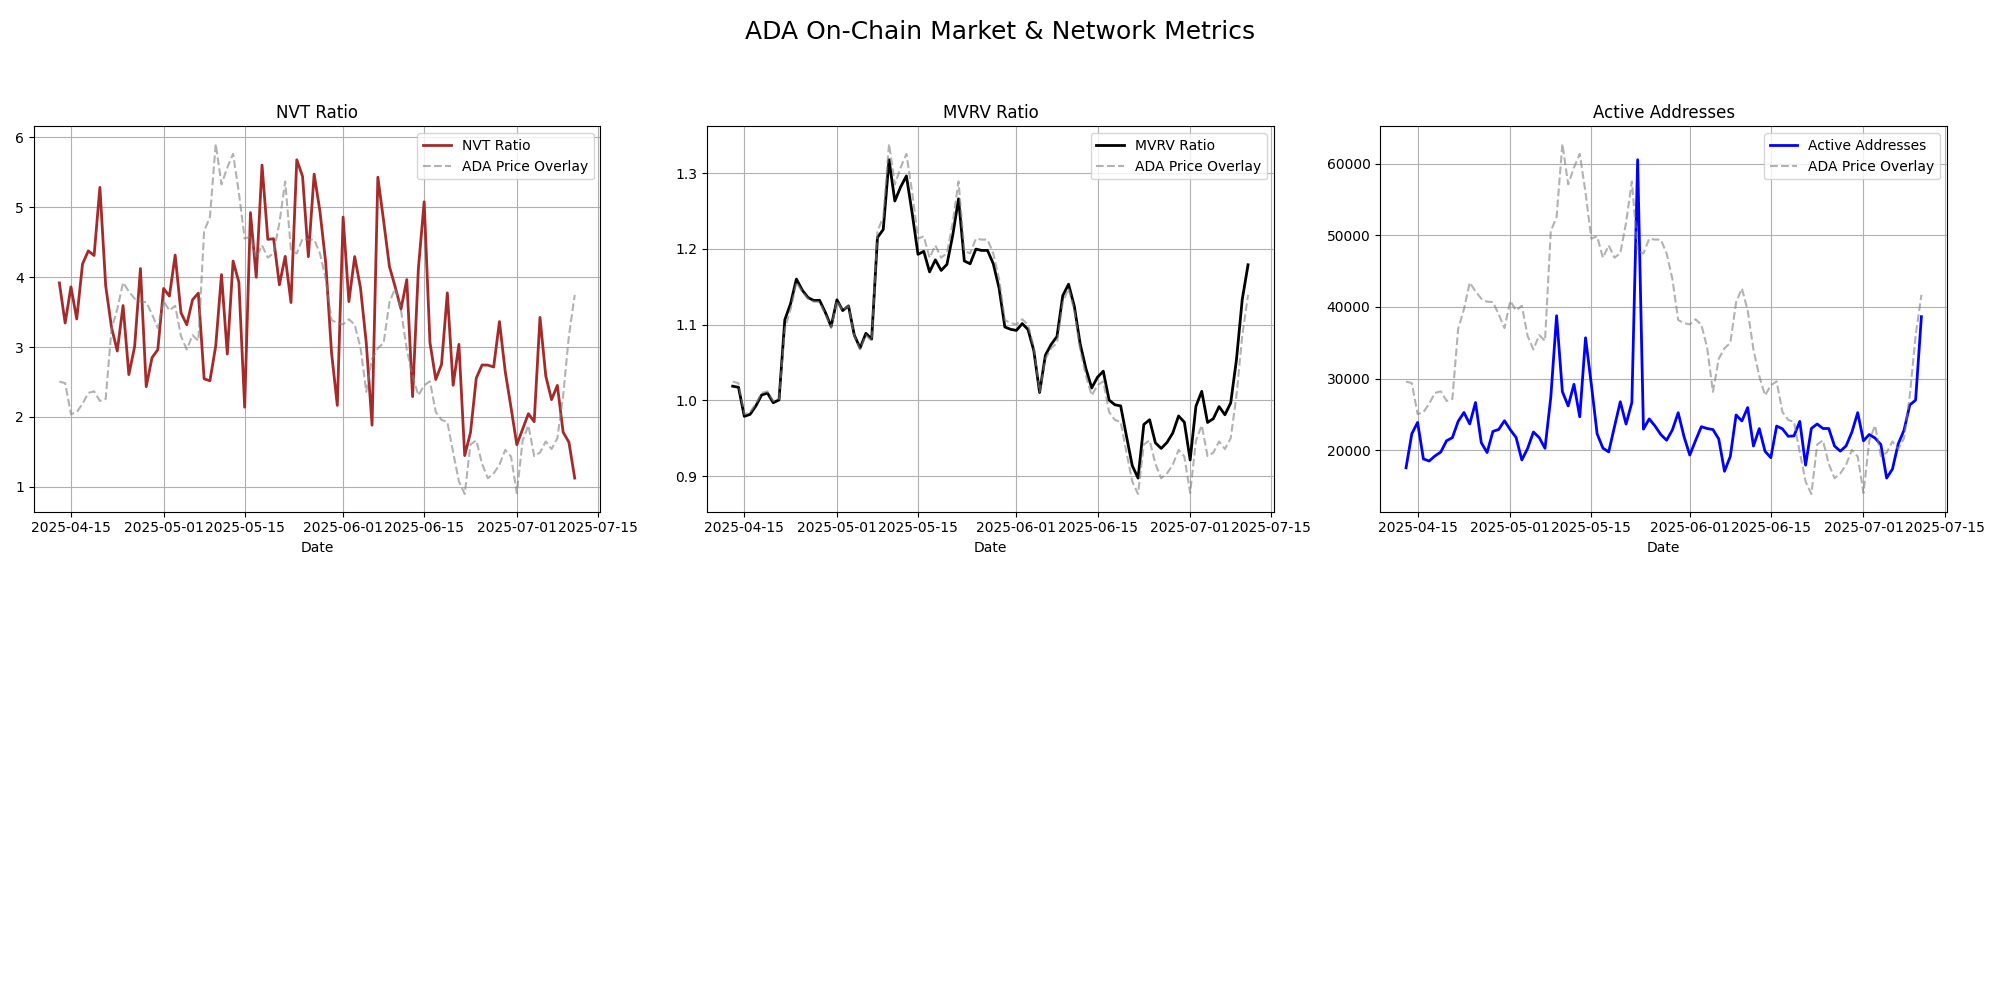 ADA On-Chain Market & Network Metrics
NVT Ratio
NVT Ratio
ADA Price Overlay
6
5
4
3
2
1
2025-04-15
2025-05-01
2025-05-15
2025-06-01
2025-06-15
2025-07-01
2025-07-15
Date
MVRV Ratio
MVRV Ratio
ADA Price Overlay
1.3
1.2
1.1
1.0
0.9
2025-04-15
2025-05-01
2025-05-15
2025-06-01
2025-06-15
2025-07-01
2025-07-15
Date
Active Addresses
Active Addresses
ADA Price Overlay
60000
50000
40000
30000
20000
2025-04-15
2025-05-01
2025-05-15
2025-06-01
2025-06-15
2025-07-01
2025-07-15
Date